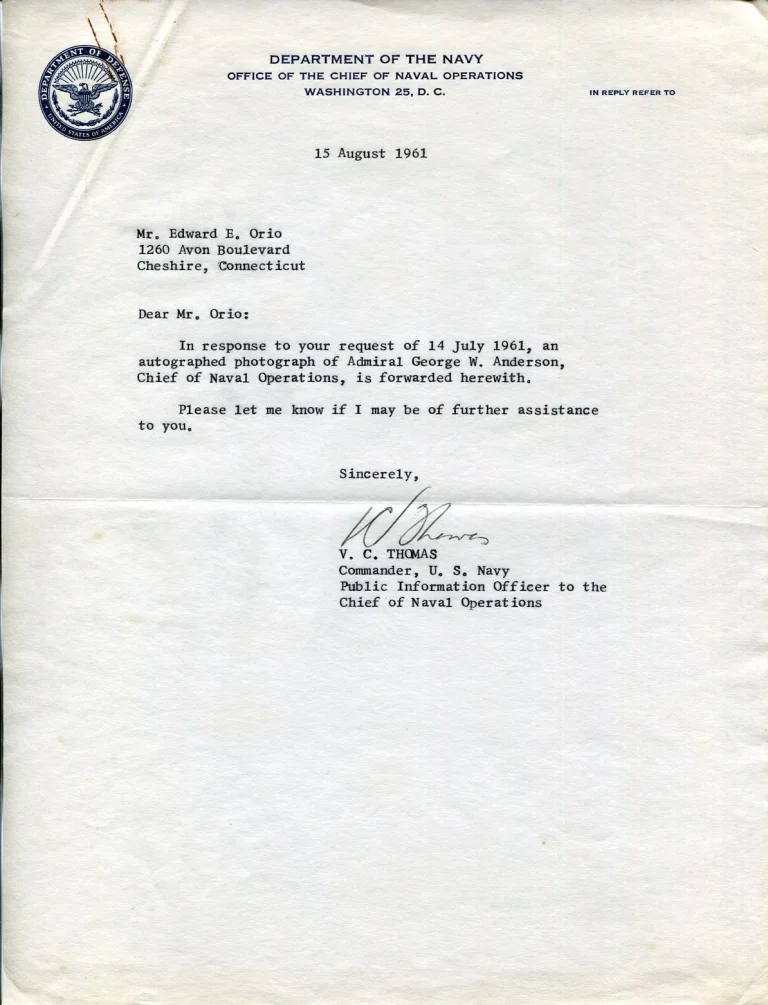 DEPARTMENT OF DEFENSE
UNITED STATES OF AMERICA
DEPARTMENT OF THE NAVY
OFFICE OF THE CHIEF OF NAVAL OPERATIONS
WASHINGTON 25, D. C.
IN REPLY REFER TO
15 August 1961
Mr. Edward E. Orio
1260 Avon Boulevard
Cheshire, Connecticut
Dear Mr. Orio:
In response to your request of 14 July 1961, an
autographed photograph of Admiral George W. Anderson,
Chief of Naval Operations, is forwarded herewith.
Please let me know if I may be of further assistance
to you.
Sincerely,
V C Thomas
V. C. THOMAS
Commander, U. S. Navy
Public Information Officer to the
Chief of Naval Operations